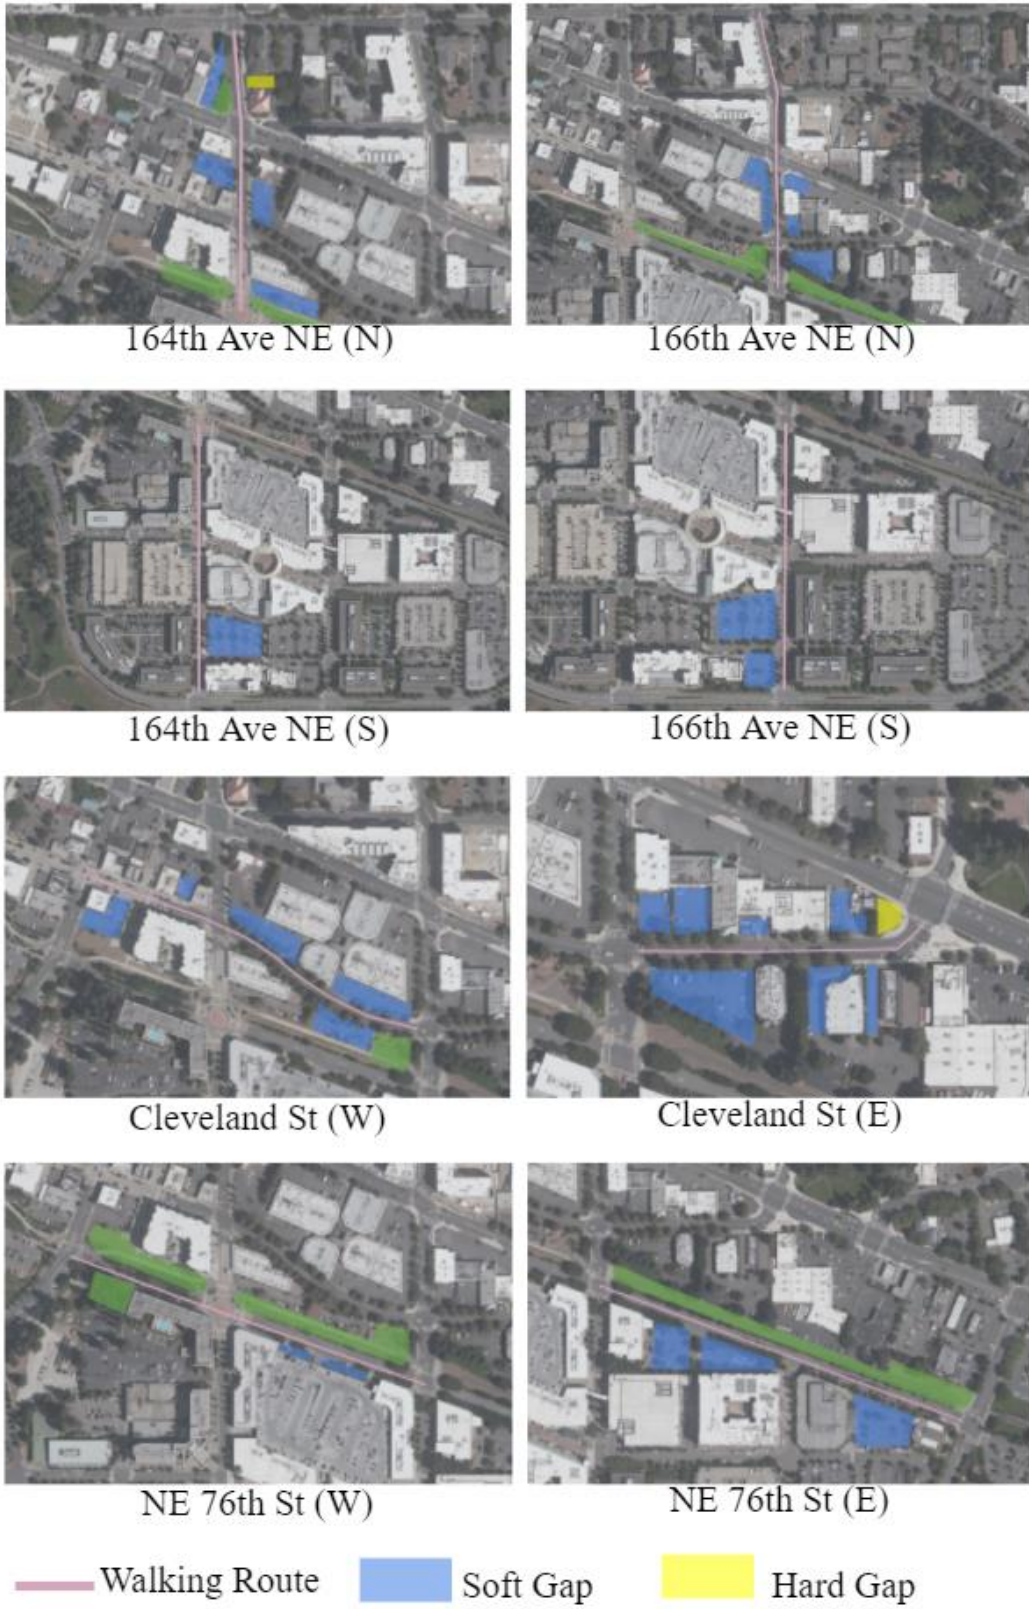 164th Ave NE (N)
166th Ave NE (N)
164th Ave NE (S)
166th Ave NE (S)
Cleveland St (W)
Cleveland St (E)
NE 76th St (W)
NE 76th St (E)
Walking Route
Soft Gap
Hard Gap